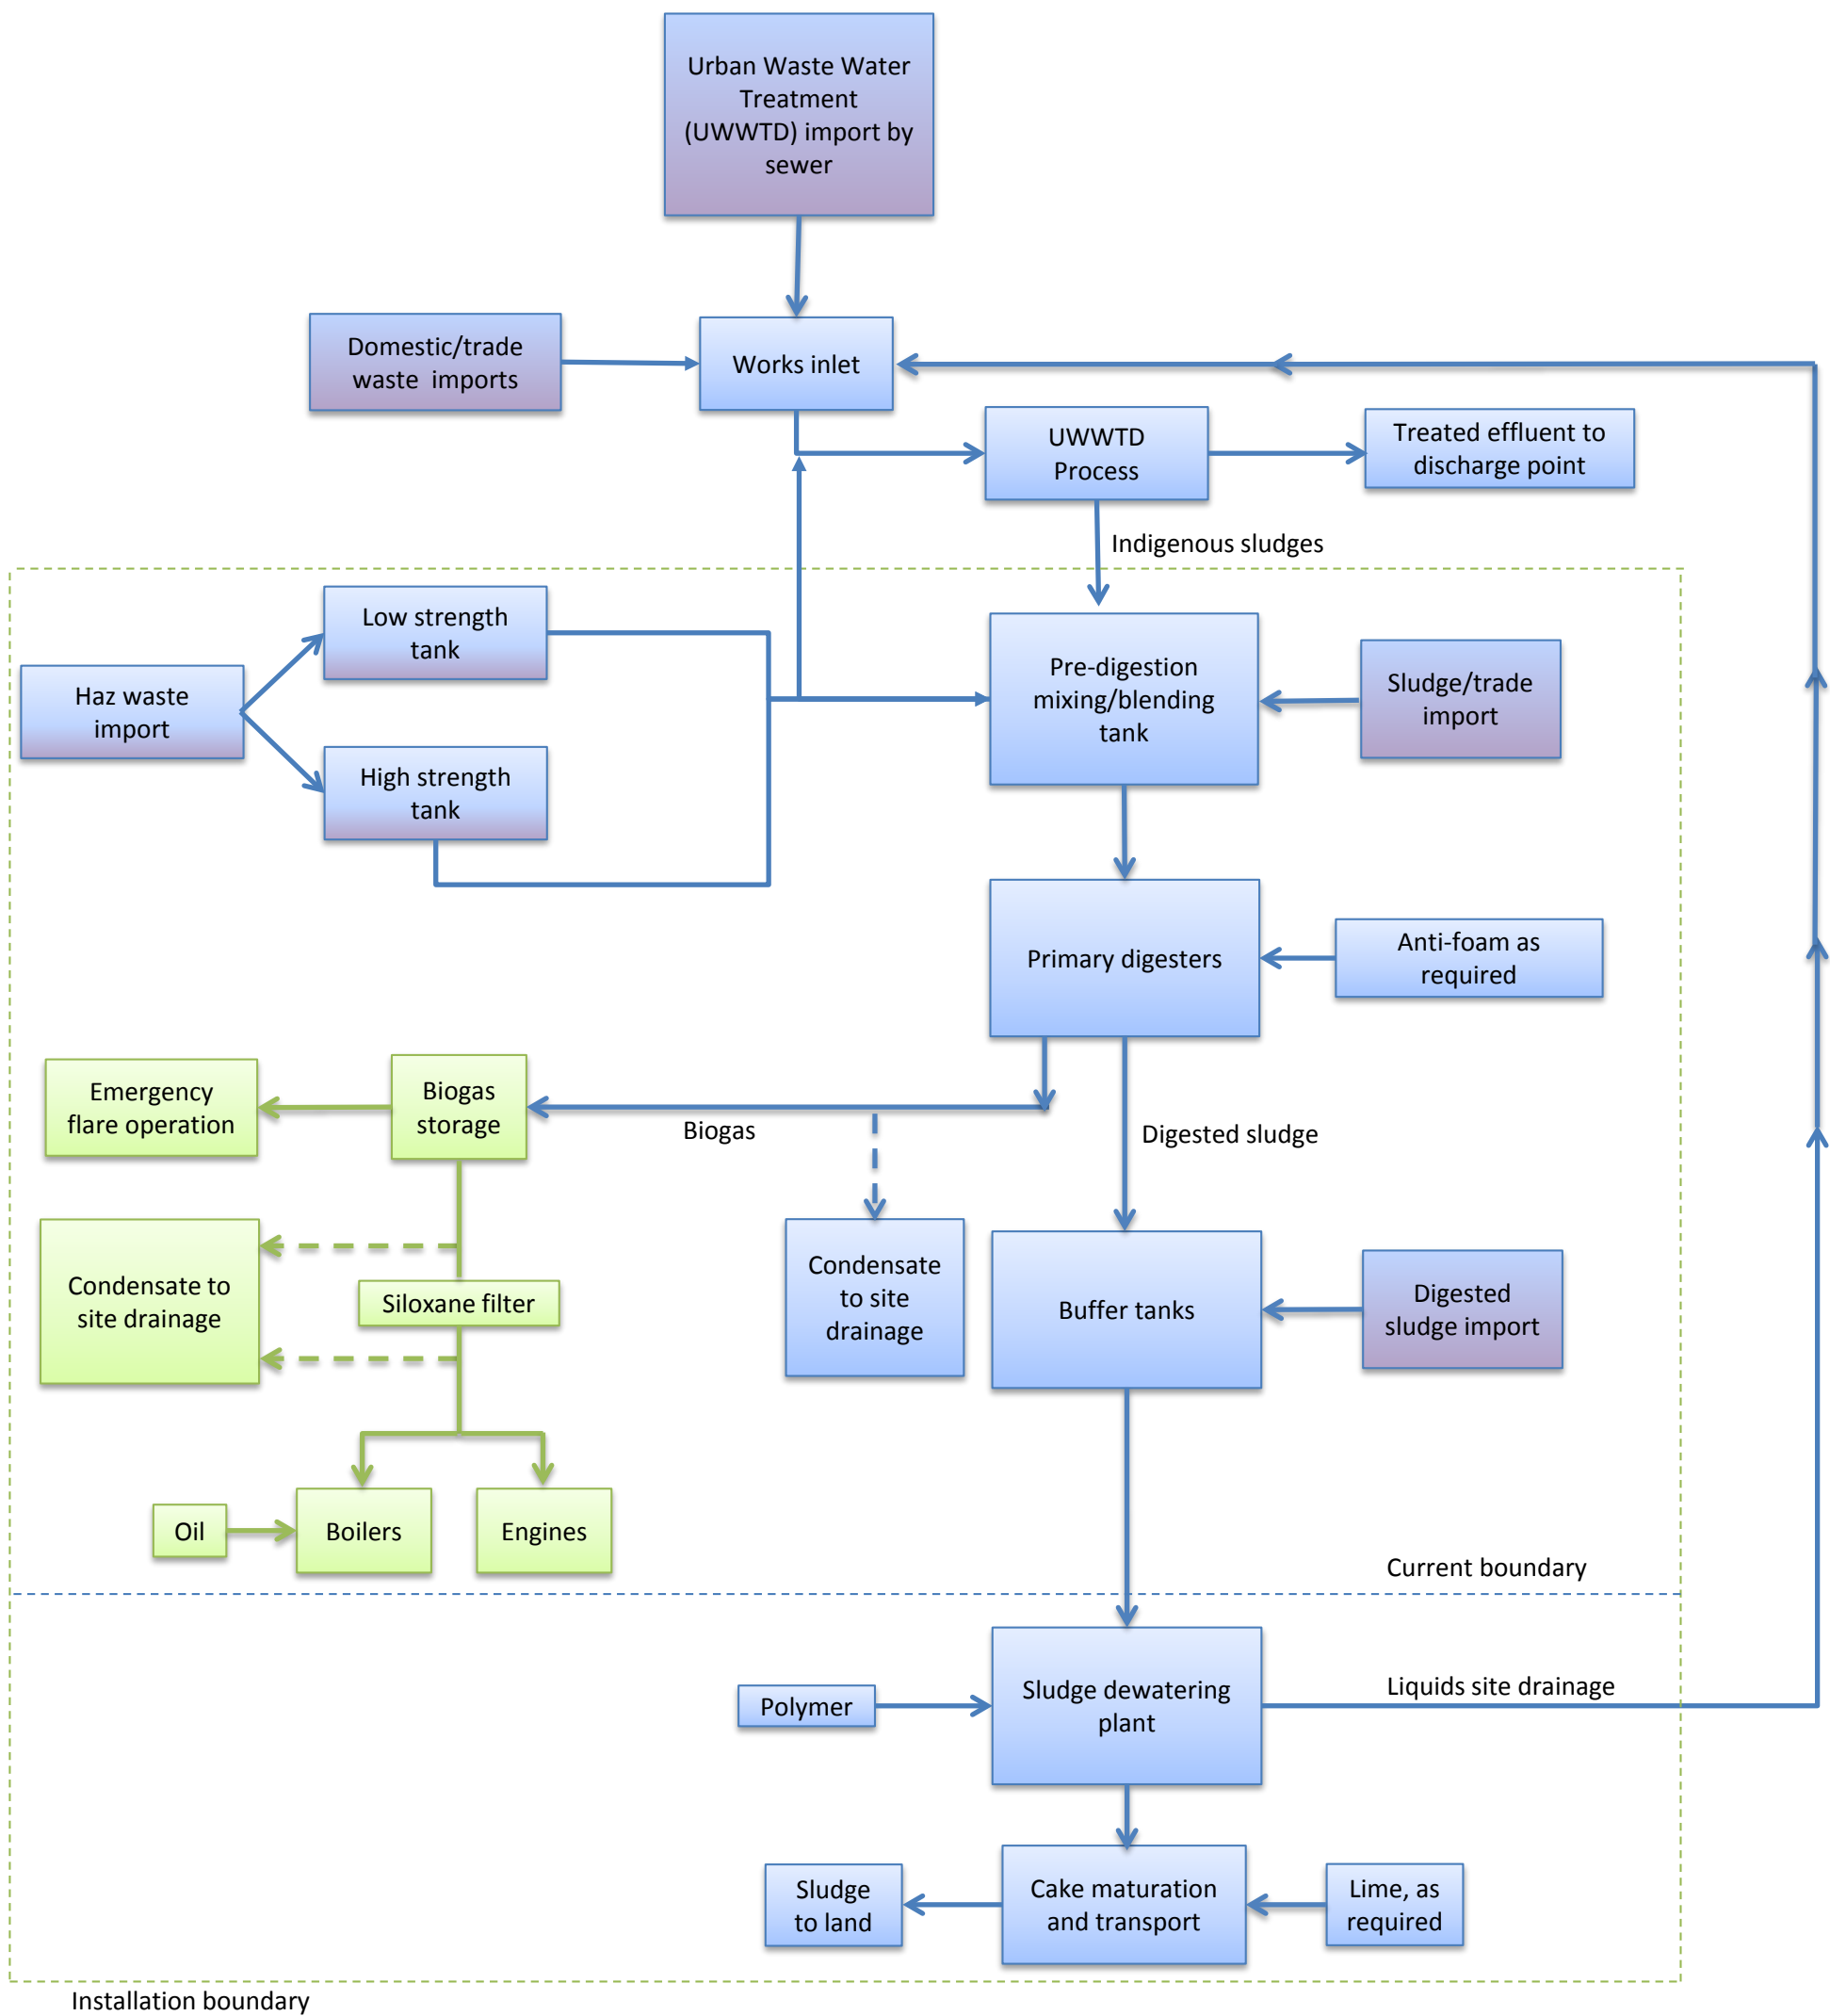 Urban Waste Water
Treatment
(UWWTD) import by
sewer
Domestic/trade
waste  imports
Works inlet
UWWTD
Process
Treated effluent to
discharge point
Indigenous sludges
Low strength
tank
Haz waste
import
High strength
tank
Pre-digestion
mixing/blending
tank
Sludge/trade
import
Primary digesters
Anti-foam as
required
Emergency
flare operation
Biogas
storage
Biogas
Digested sludge
Condensate to
site drainage
Siloxane filter
Condensate
to site
drainage
Buffer tanks
Digested
sludge import
Oil
Boilers
Engines
Current boundary
Polymer
Sludge dewatering
plant
Liquids site drainage
Sludge
to land
Cake maturation
and transport
Lime, as
required
Installation boundary